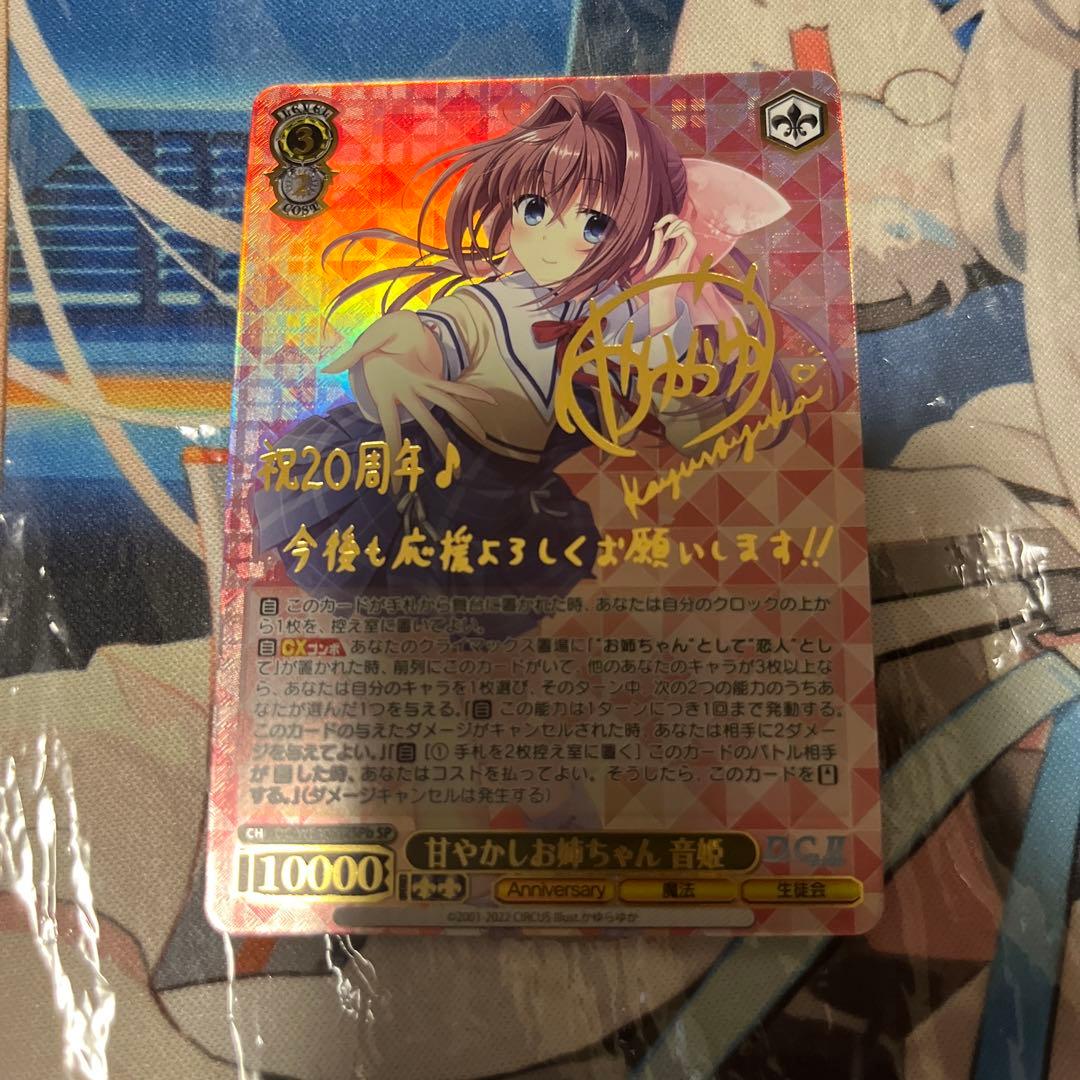 LEVEL
3
2
COST
かゆらゆか
Kayurayuka
祝20周年♪
今後も応援よろしくお願いします!!
このカードが手札から舞台に置かれた時、あなたは自分のクロックの上か
ら1枚を、控え室に置いてよい。
CXコンボ あなたのクライマックス置場に「“お姉ちゃん”として“恋人”とし
て」が置かれた時、前列にこのカードがいて、他のあなたのキャラが3枚以上な
ら、あなたは自分のキャラを1枚選び、そのターン中、次の2つの能力のうちあ
なたが選んだ1つを与える。『自 この能力は1ターンにつき1回まで発動する。
このカードの与えたダメージがキャンセルされた時、あなたは相手に2ダメー
ジを与えてよい。』『自 [① 手札を2枚控え室に置く] このカードのバトル相手
が した時、あなたはコストを払ってよい。そうしたら、このカードを
する。』(ダメージキャンセルは発生する)
CH SP
10000 甘やかしお姉ちゃん 音姫 D.C.II
Anniversary 魔法 生徒会
©2001-2022 CIRCUS Illust.かゆらゆか